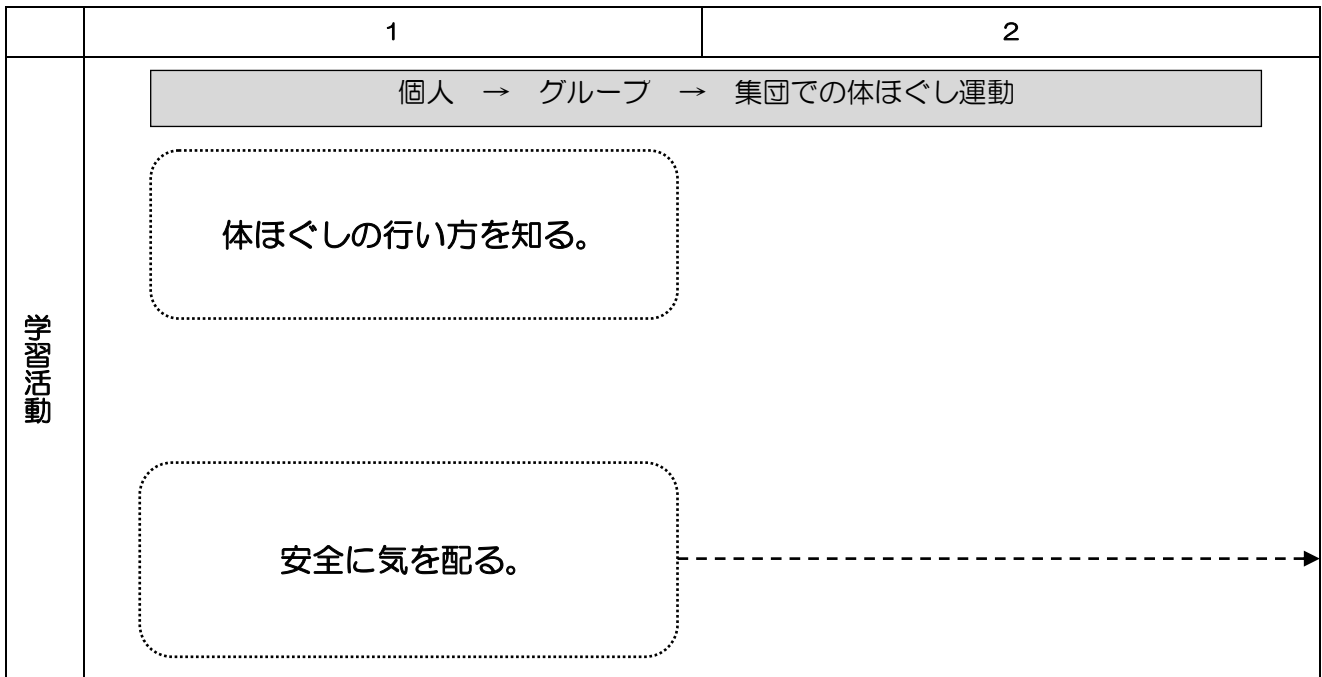 1
2
個人 → グループ → 集団での体ほぐし運動
体ほぐしの行い方を知る。
学習活動
安全に気を配る。